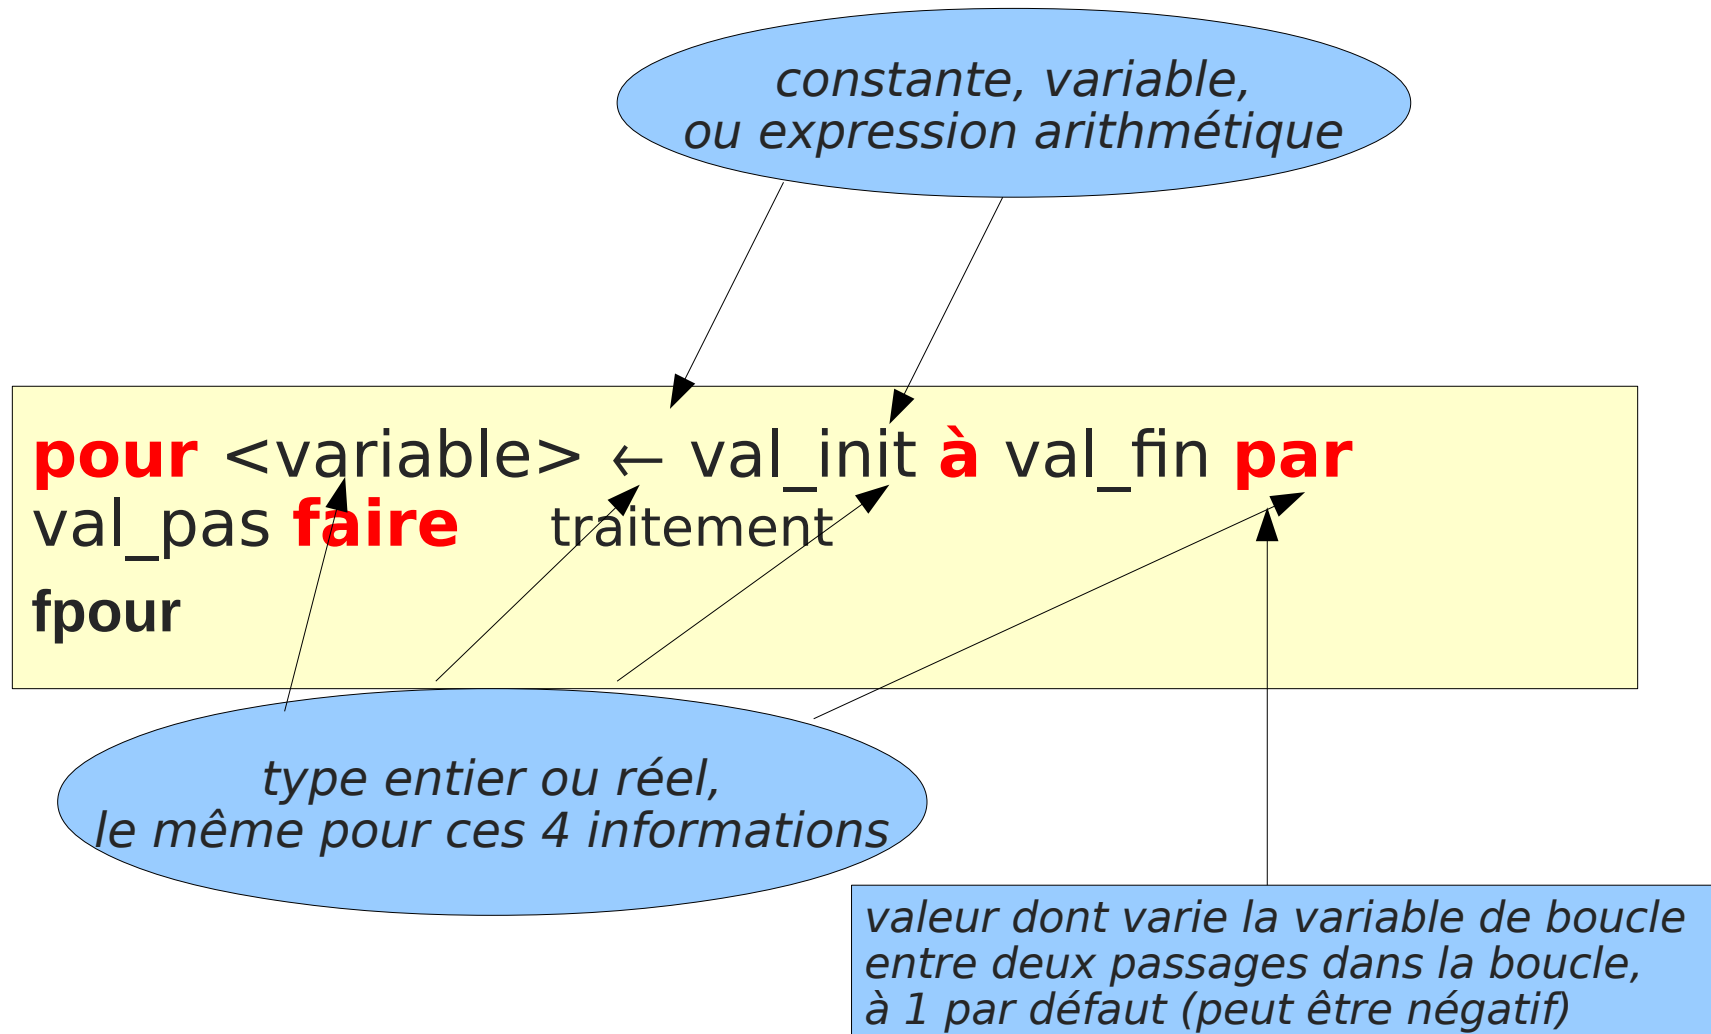 constante, variable,
ou expression arithmétique
pour <variable> ← val_init à val_fin par
val_pas faire traitement
fpour
type entier ou réel,
le même pour ces 4 informations
valeur dont varie la variable de boucle
entre deux passages dans la boucle,
à 1 par défaut (peut être négatif)